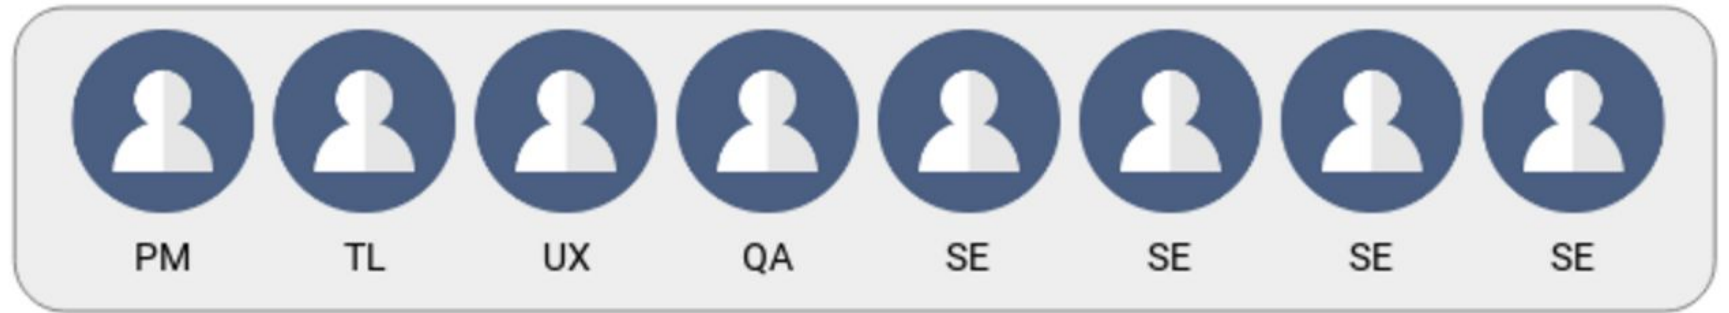 PM TL UX QA SE SE SE SE